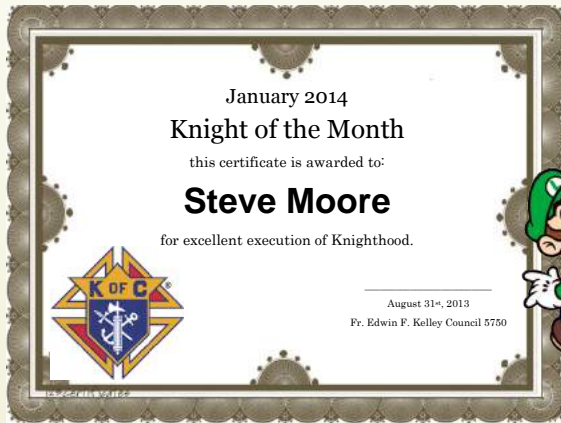 January 2014
Knight of the Month
this certificate is awarded to:
Steve Moore
for excellent execution of Knighthood.
K OF C ®
August 31st, 2013
Fr. Edwin F. Kelley Council 5750